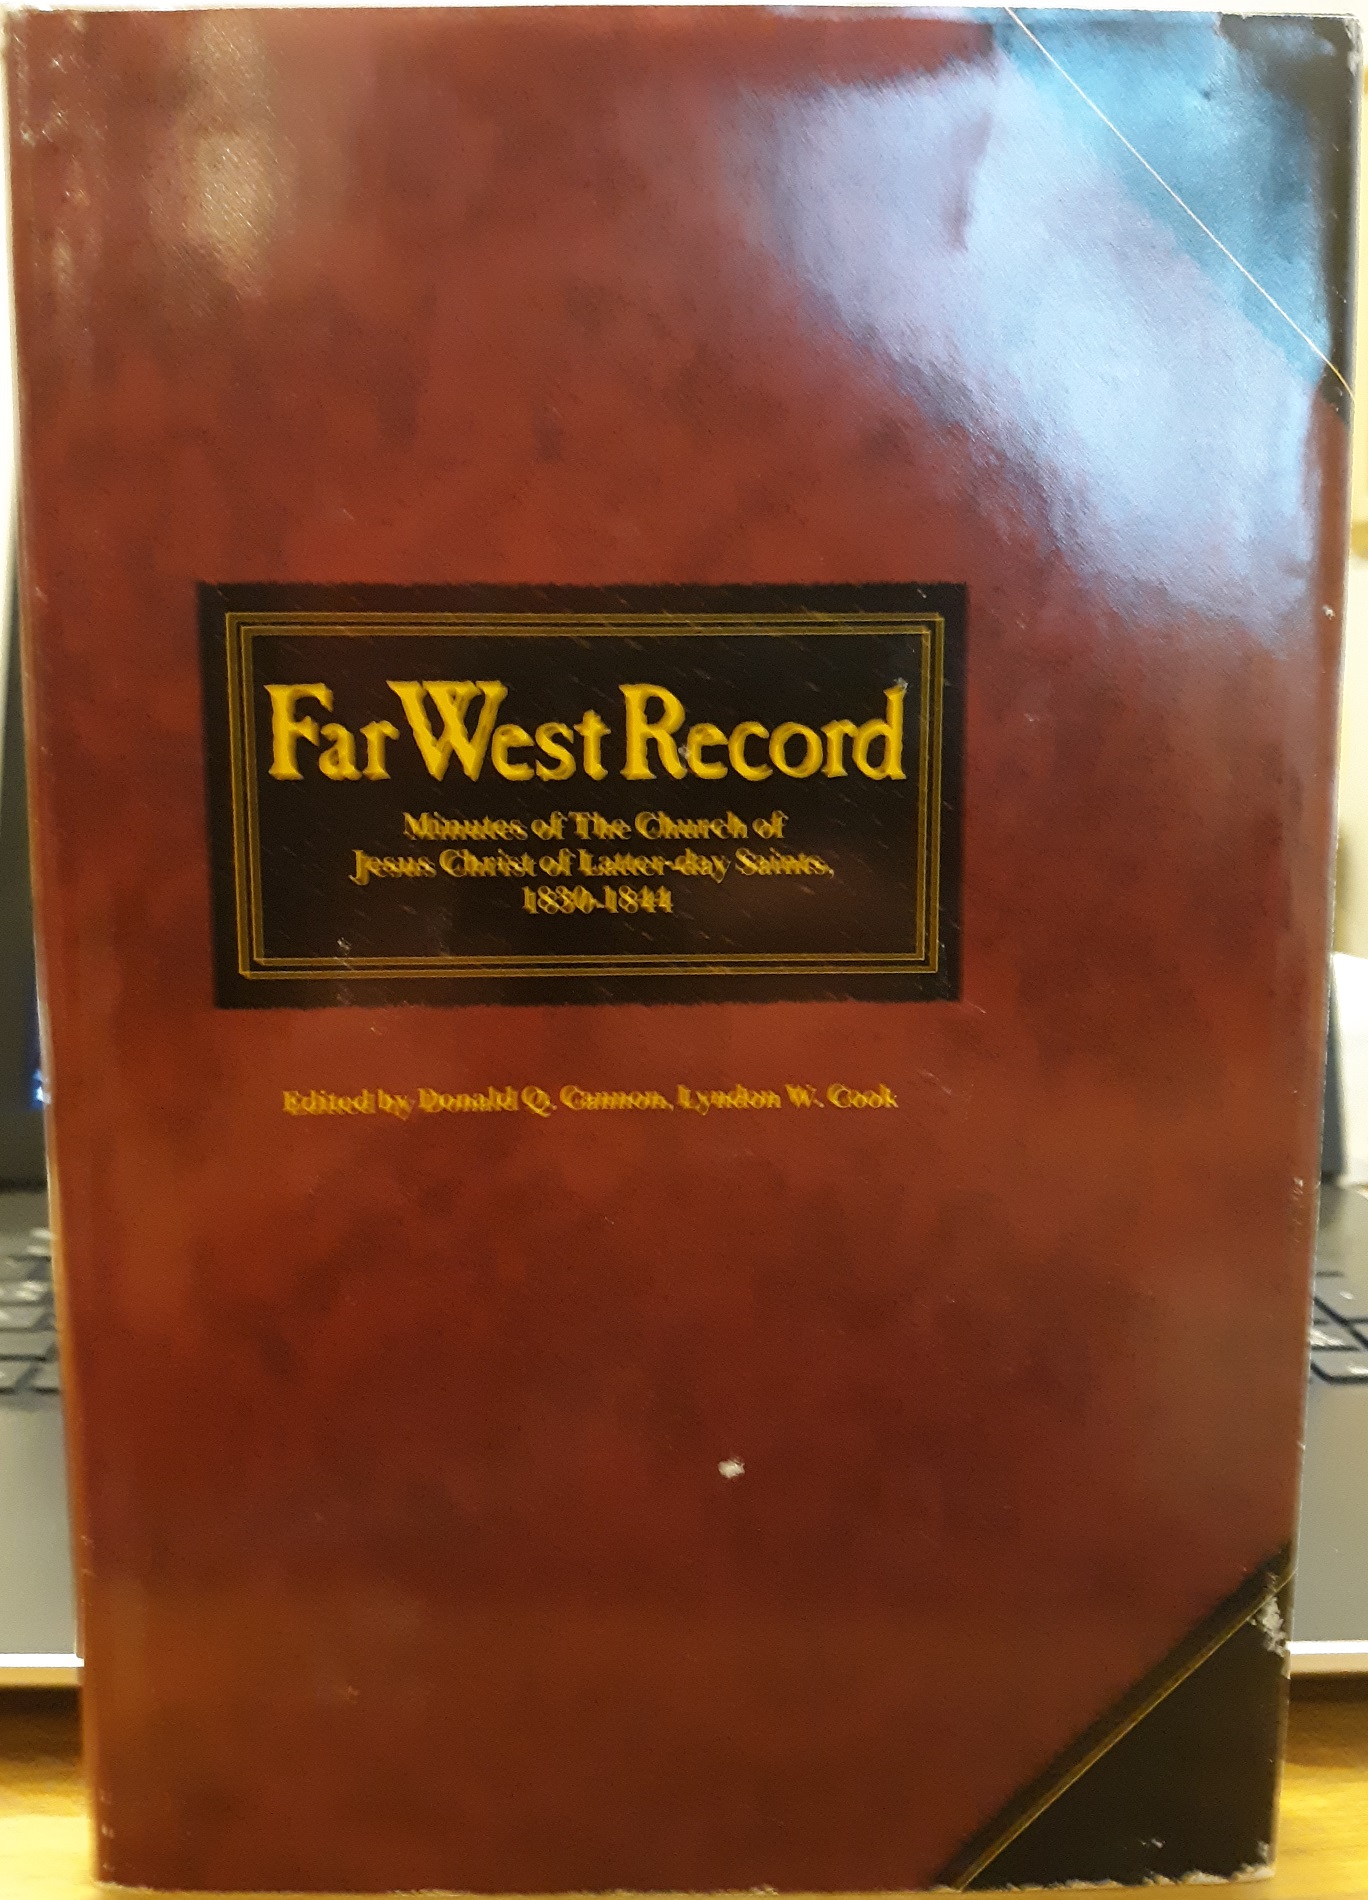 Far West Record
Minutes of The Church of
Jesus Christ of Latter-day Saints,
1830-1844
Edited by Donald Q. Cannon, Lyndon W. Cook